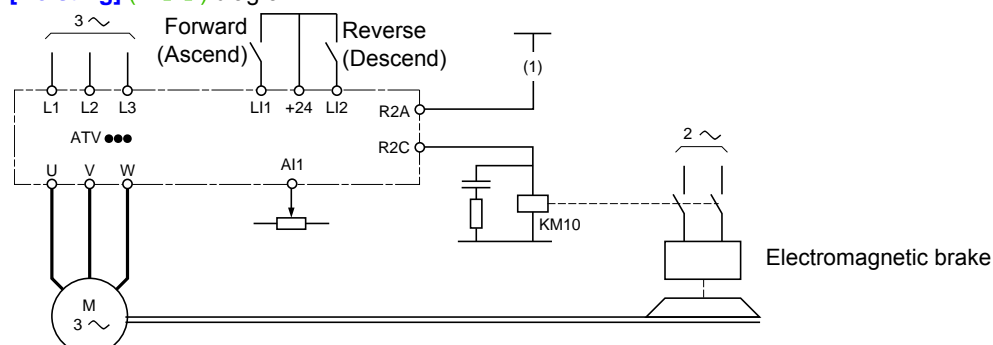 3 ~
Forward
(Ascend)
Reverse
(Descend)
(1)
L1 L2 L3
LI1 +24 LI2
R2A
ATV ●●●
R2C
2 ~
U V W
AI1
KM10
Electromagnetic brake
M
3 ~